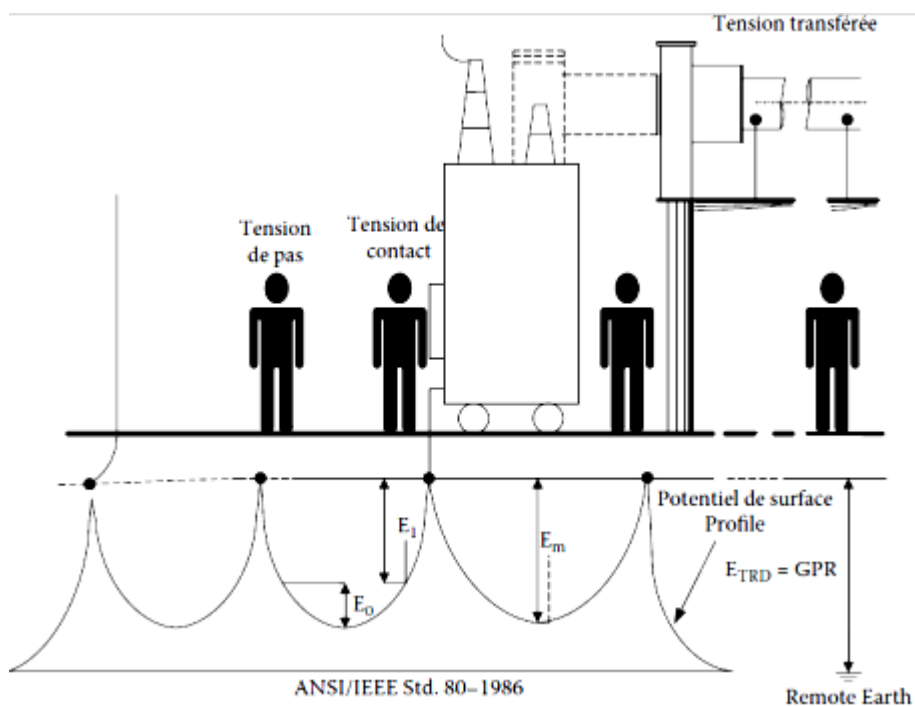 Tension transférée
Tension
de pas
Tension de
contact
Potentiel de surface
Profile
E₁
Eₘ
E₀
E_TRD = GPR
ANSI/IEEE Std. 80–1986
Remote Earth